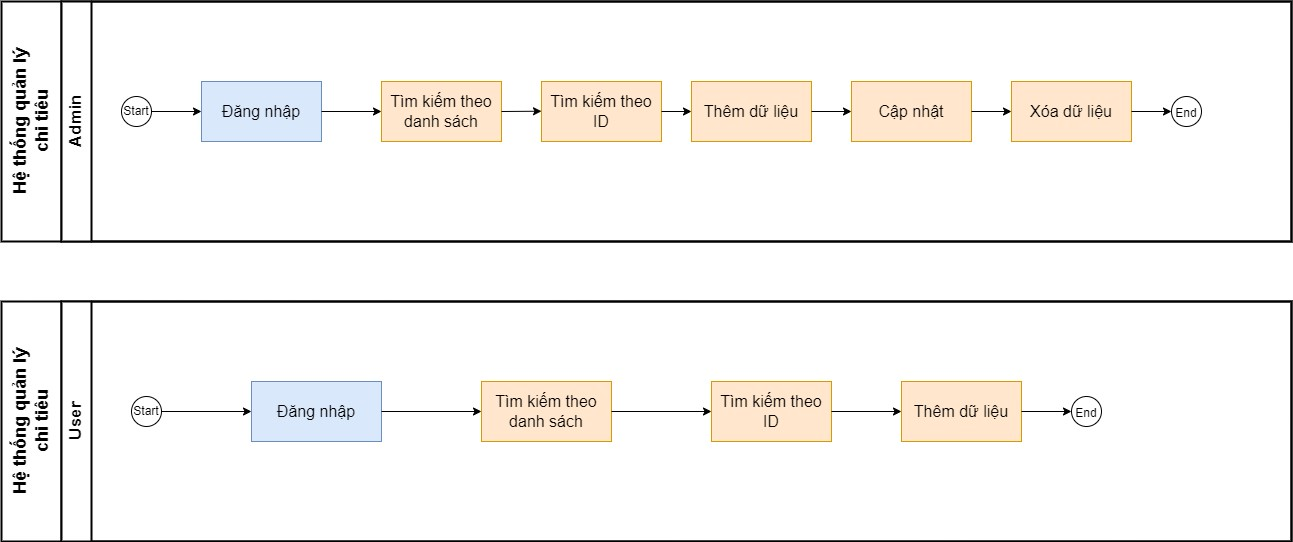 Hệ thống quản lý
chi tiêu
Admin
Start
Đăng nhập
Tìm kiếm theo
danh sách
Tìm kiếm theo
ID
Thêm dữ liệu
Cập nhật
Xóa dữ liệu
End
Hệ thống quản lý
chi tiêu
User
Start
Đăng nhập
Tìm kiếm theo
danh sách
Tìm kiếm theo
ID
Thêm dữ liệu
End